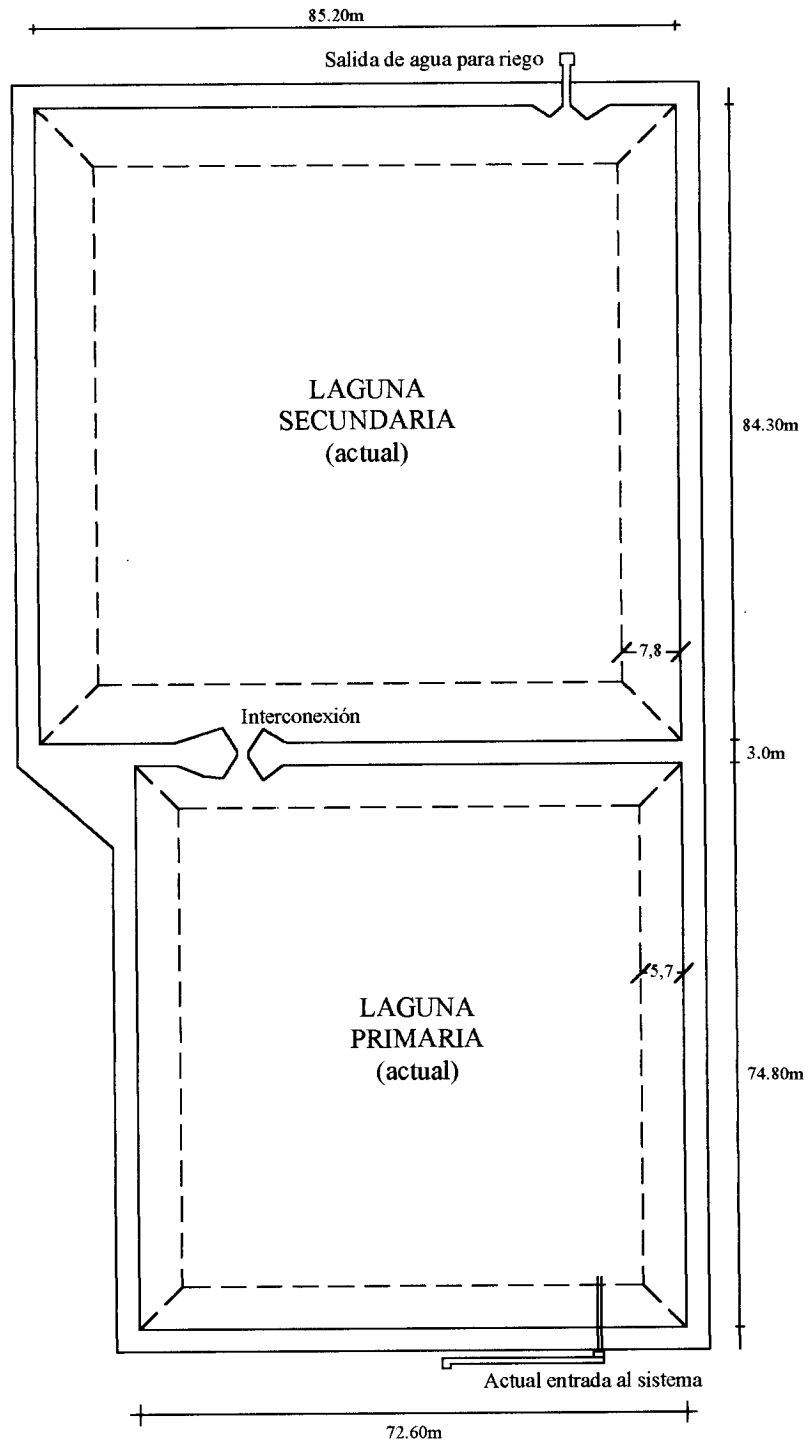 85.20m
Salida de agua para riego
LAGUNA
SECUNDARIA
(actual)
84.30m
7,8
Interconexión
3.0m
5,7
LAGUNA
PRIMARIA
(actual)
74.80m
Actual entrada al sistema
72.60m